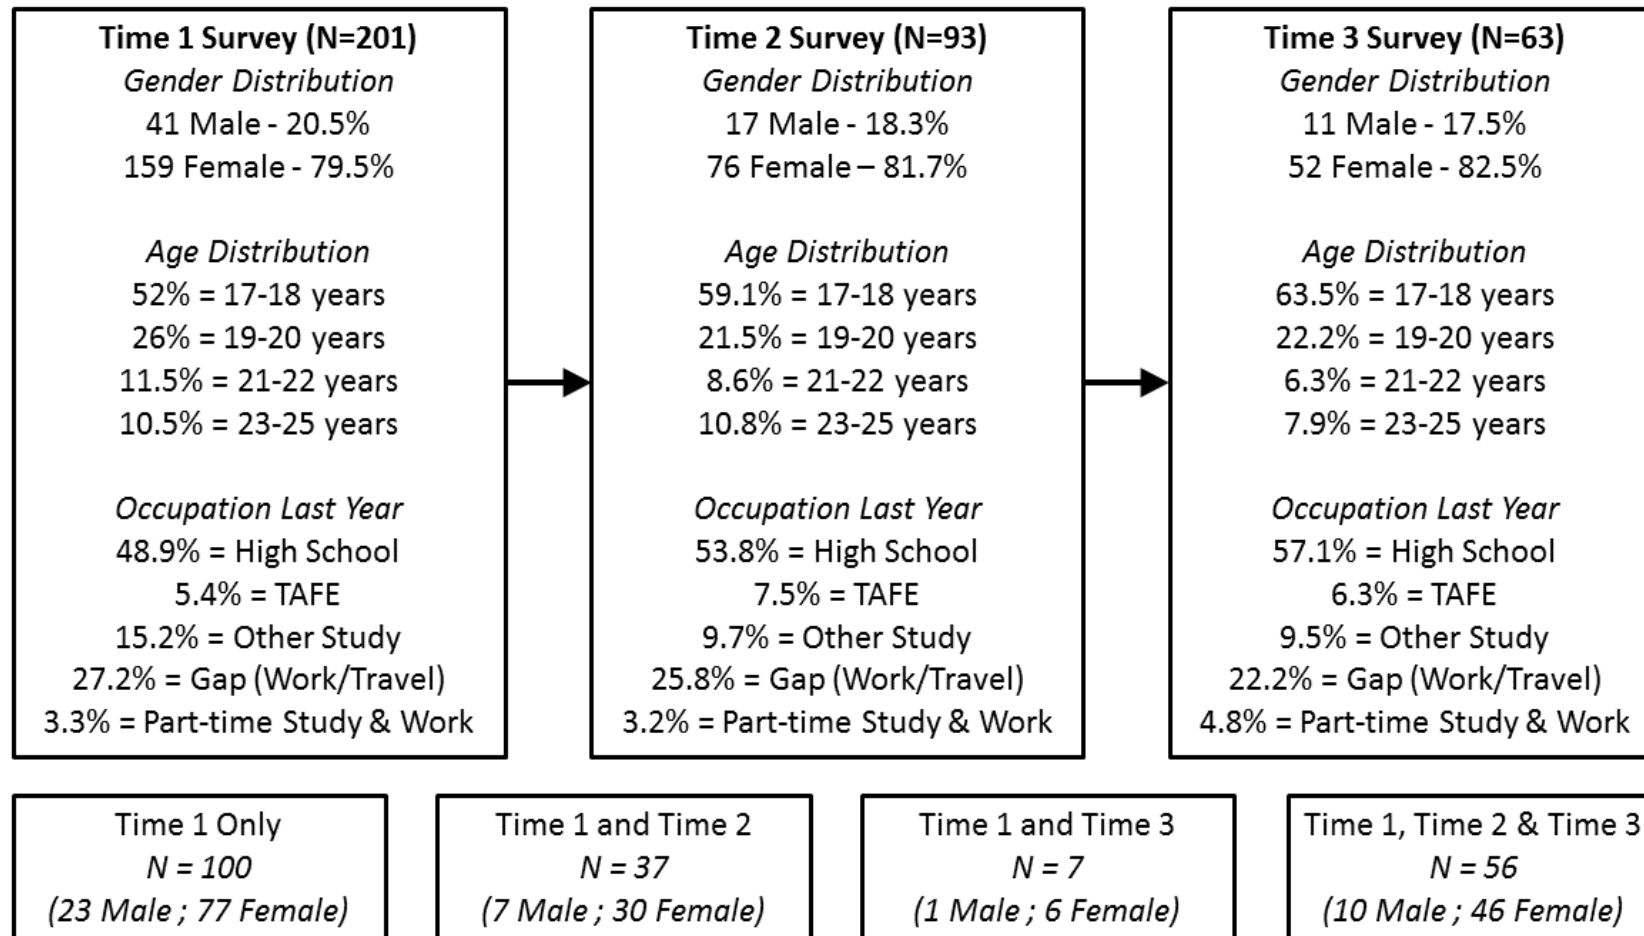 Time 1 Survey (N=201)
Gender Distribution
41 Male - 20.5%
159 Female - 79.5%
Age Distribution
52% = 17-18 years
26% = 19-20 years
11.5% = 21-22 years
10.5% = 23-25 years
Occupation Last Year
48.9% = High School
5.4% = TAFE
15.2% = Other Study
27.2% = Gap (Work/Travel)
3.3% = Part-time Study & Work
Time 2 Survey (N=93)
Gender Distribution
17 Male - 18.3%
76 Female – 81.7%
Age Distribution
59.1% = 17-18 years
21.5% = 19-20 years
8.6% = 21-22 years
10.8% = 23-25 years
Occupation Last Year
53.8% = High School
7.5% = TAFE
9.7% = Other Study
25.8% = Gap (Work/Travel)
3.2% = Part-time Study & Work
Time 3 Survey (N=63)
Gender Distribution
11 Male - 17.5%
52 Female - 82.5%
Age Distribution
63.5% = 17-18 years
22.2% = 19-20 years
6.3% = 21-22 years
7.9% = 23-25 years
Occupation Last Year
57.1% = High School
6.3% = TAFE
9.5% = Other Study
22.2% = Gap (Work/Travel)
4.8% = Part-time Study & Work
Time 1 Only
N = 100
(23 Male ; 77 Female)
Time 1 and Time 2
N = 37
(7 Male ; 30 Female)
Time 1 and Time 3
N = 7
(1 Male ; 6 Female)
Time 1, Time 2 & Time 3
N = 56
(10 Male ; 46 Female)